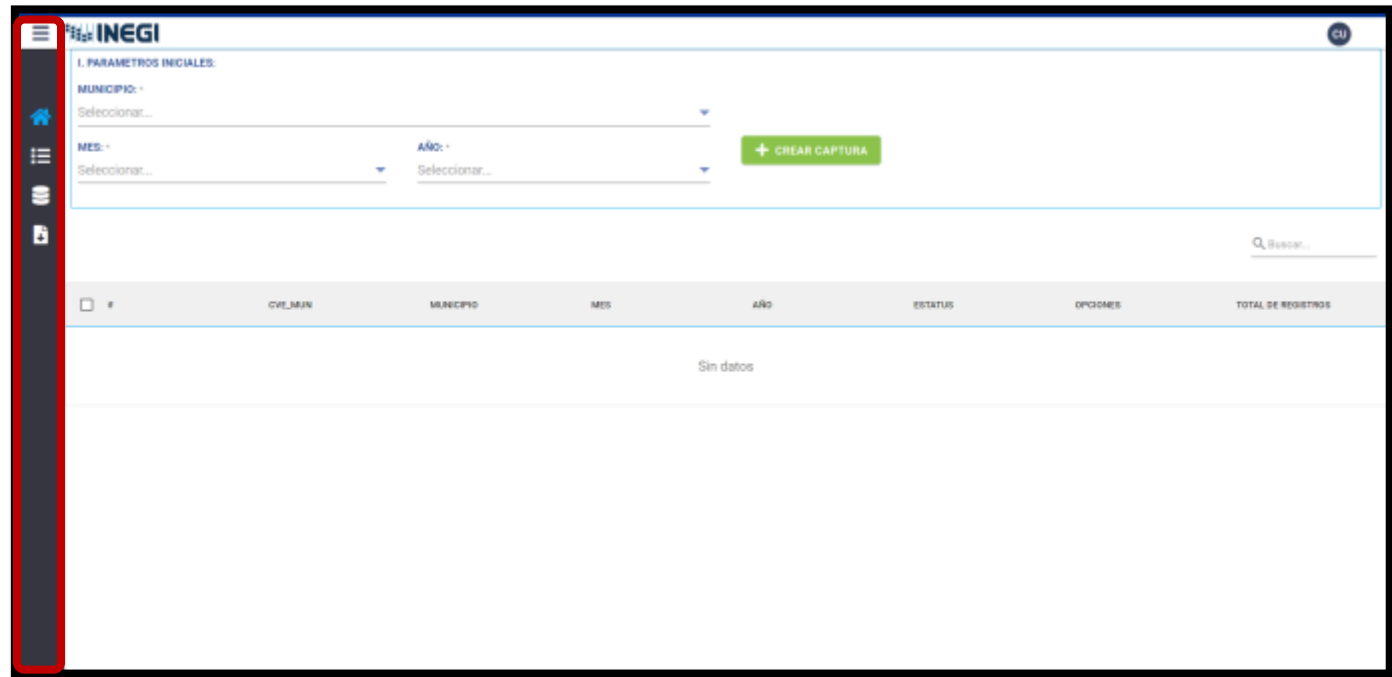 INEGI
CU
I. PARAMETROS INICIALES:
MUNICIPIO: *
Seleccionar...
MES: *
AÑO: *
Seleccionar...
Seleccionar...
+ CREAR CAPTURA
Buscar...
# CVE_MUN MUNICIPIO MES AÑO ESTATUS OPCIONES TOTAL DE REGISTROS
Sin datos